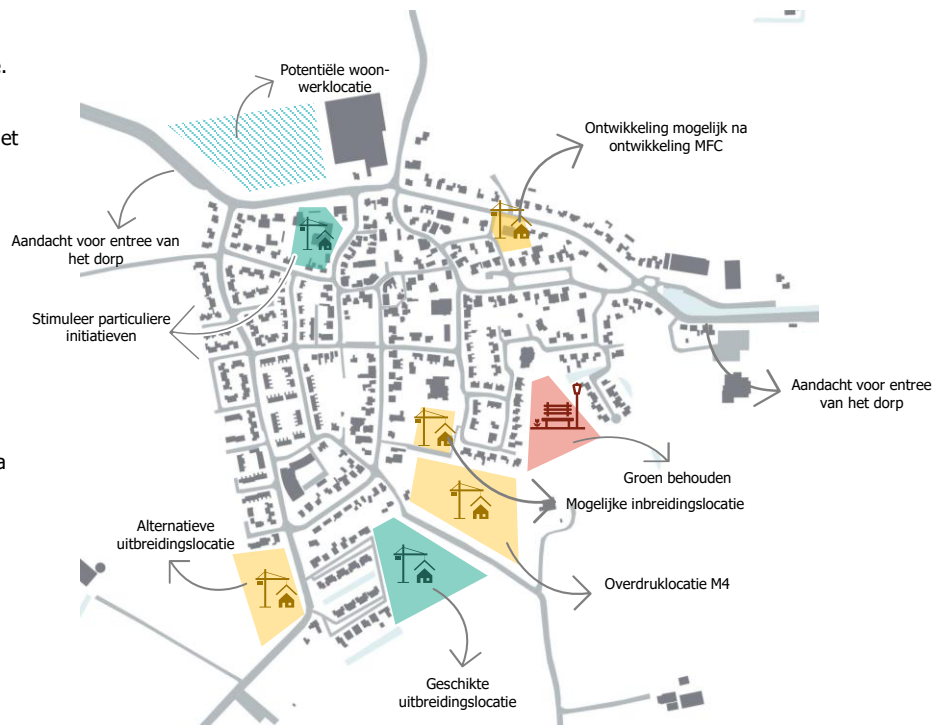 e.
Potentiële woon-
werklocatie
et
Ontwikkeling mogelijk na
ontwikkeling MFC
Aandacht voor entree van
het dorp
Stimuleer particuliere
initiatieven
Aandacht voor entree
van het dorp
a
Groen behouden
Mogelijke inbreidingslocatie
Alternatieve
uitbreidingslocatie
Overdruklocatie M4
Geschikte
uitbreidingslocatie